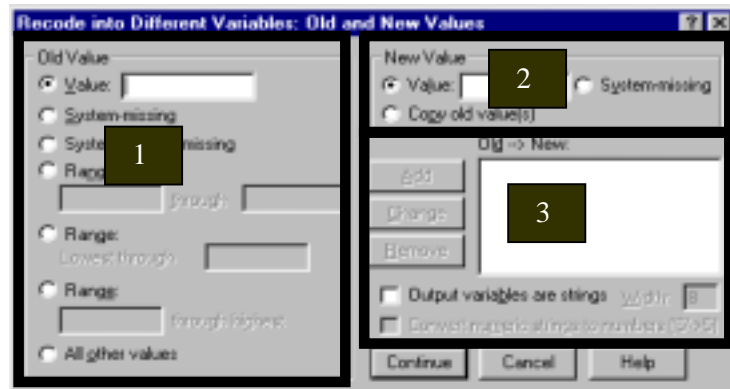 Recode into Different Variables: Old and New Values
Old Value
Value:
System-missing
Syste missing
Range:
through
Range:
Lowest through
Range:
through highest
All other values
1
New Value
Value:
System-missing
Copy old value(s)
2
Old --> New:
Add
Change
Remove
3
Output variables are strings Width: 8
Convert numeric strings to numbers ('5'->5)
Continue Cancel Help